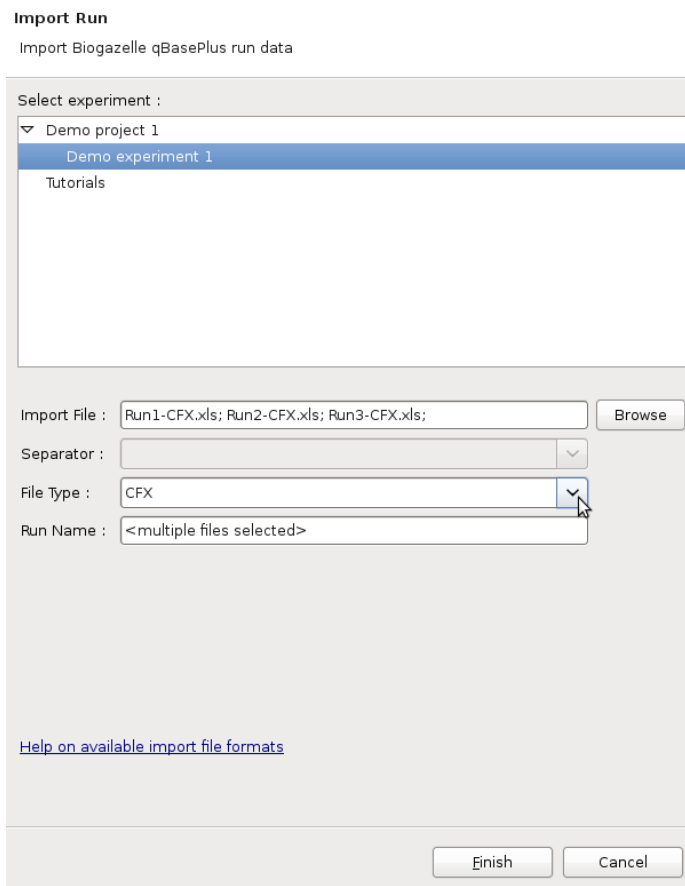 Import Run
Import Biogazelle qBasePlus run data
Select experiment :
Demo project 1
Demo experiment 1
Tutorials
Import File : Run1-CFX.xls; Run2-CFX.xls; Run3-CFX.xls; Browse
Separator :
File Type : CFX
Run Name : <multiple files selected>
Help on available import file formats
Finish Cancel